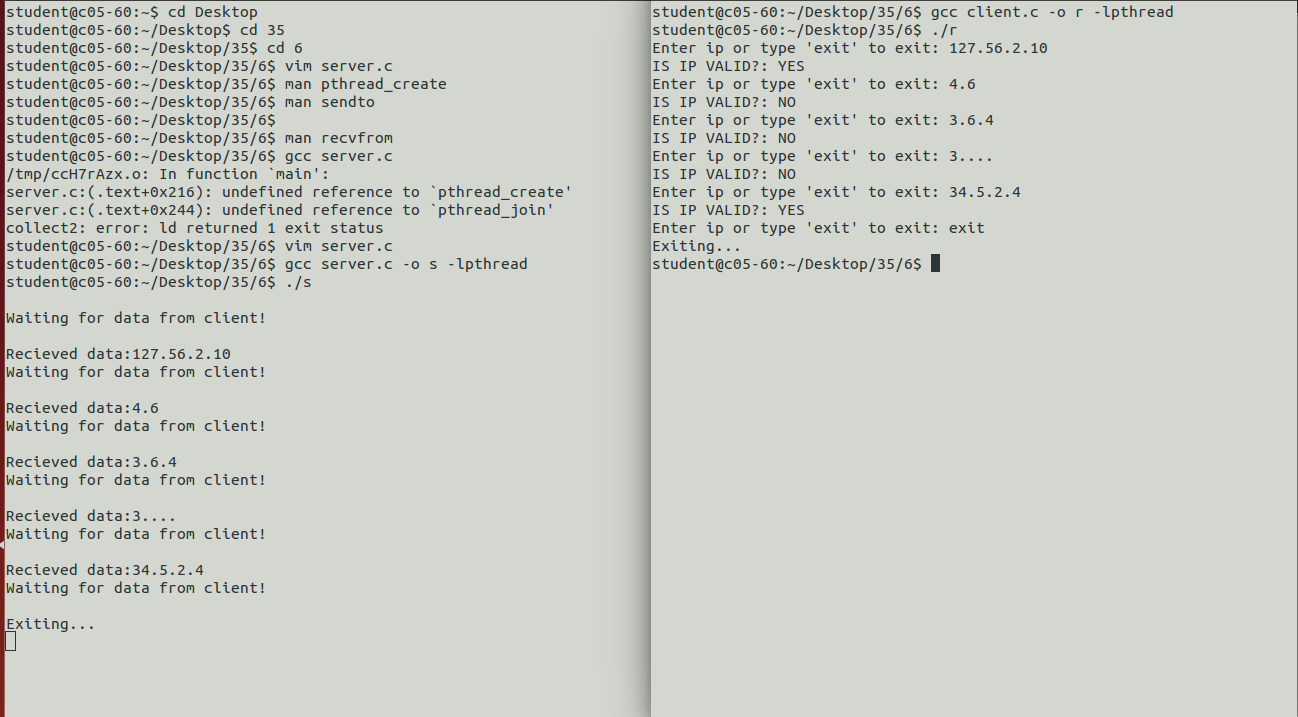 student@c05-60:~$ cd Desktop
student@c05-60:~/Desktop$ cd 35
student@c05-60:~/Desktop/35$ cd 6
student@c05-60:~/Desktop/35/6$ vim server.c
student@c05-60:~/Desktop/35/6$ man pthread_create
student@c05-60:~/Desktop/35/6$ man sendto
student@c05-60:~/Desktop/35/6$
student@c05-60:~/Desktop/35/6$ man recvfrom
student@c05-60:~/Desktop/35/6$ gcc server.c
/tmp/ccH7rAzx.o: In function `main':
server.c:(.text+0x216): undefined reference to `pthread_create'
server.c:(.text+0x244): undefined reference to `pthread_join'
collect2: error: ld returned 1 exit status
student@c05-60:~/Desktop/35/6$ vim server.c
student@c05-60:~/Desktop/35/6$ gcc server.c -o s -lpthread
student@c05-60:~/Desktop/35/6$ ./s
Waiting for data from client!
Recieved data:127.56.2.10
Waiting for data from client!
Recieved data:4.6
Waiting for data from client!
Recieved data:3.6.4
Waiting for data from client!
Recieved data:3....
Waiting for data from client!
Recieved data:34.5.2.4
Waiting for data from client!
Exiting...
student@c05-60:~/Desktop/35/6$ gcc client.c -o r -lpthread
student@c05-60:~/Desktop/35/6$ ./r
Enter ip or type 'exit' to exit: 127.56.2.10
IS IP VALID?: YES
Enter ip or type 'exit' to exit: 4.6
IS IP VALID?: NO
Enter ip or type 'exit' to exit: 3.6.4
IS IP VALID?: NO
Enter ip or type 'exit' to exit: 3....
IS IP VALID?: NO
Enter ip or type 'exit' to exit: 34.5.2.4
IS IP VALID?: YES
Enter ip or type 'exit' to exit: exit
Exiting...
student@c05-60:~/Desktop/35/6$